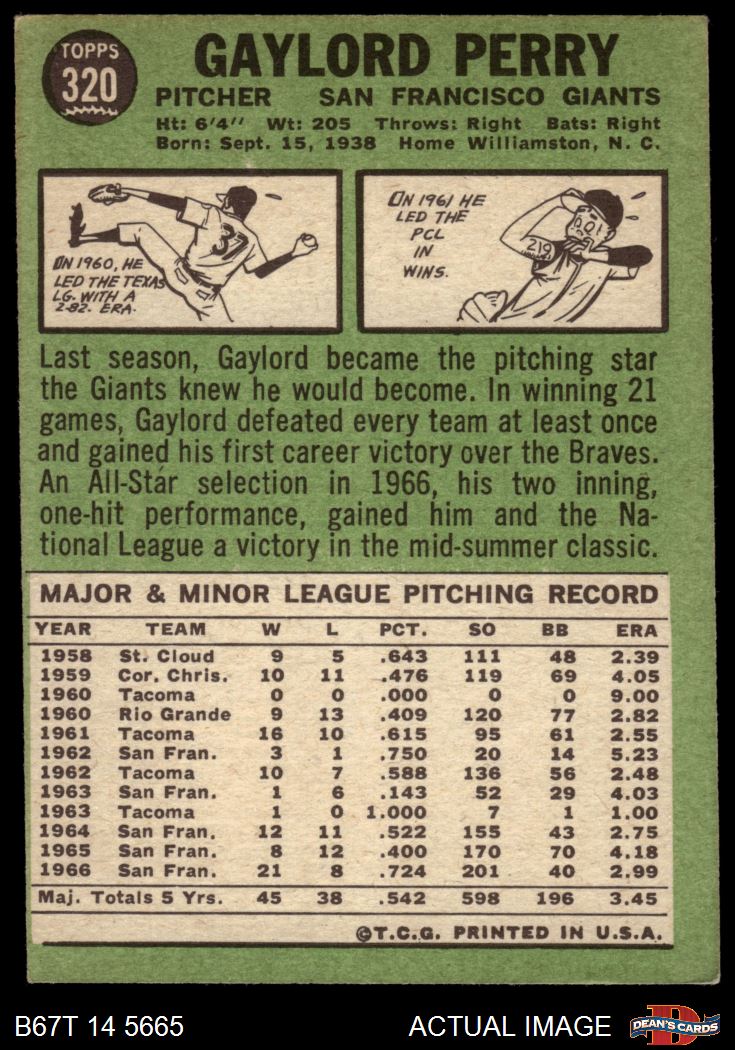 TOPPS
320
GAYLORD PERRY
PITCHER SAN FRANCISCO GIANTS
Ht: 6'4" Wt: 205 Throws: Right Bats: Right
Born: Sept. 15, 1938 Home Williamston, N. C.
IN 1960, HE
LED THE TEXAS
LG. WITH A
2.82. ERA.
37
ON 1961 HE
LED THE
PCL
IN
WINS.
219
Last season, Gaylord became the pitching star
the Giants knew he would become. In winning 21
games, Gaylord defeated every team at least once
and gained his first career victory over the Braves.
An All-Star selection in 1966, his two inning,
one-hit performance, gained him and the Na-
tional League a victory in the mid-summer classic.
MAJOR & MINOR LEAGUE PITCHING RECORD
YEAR TEAM W L PCT. SO BB ERA
1958 St. Cloud 9 5 .643 111 48 2.39
1959 Cor. Chris. 10 11 .476 119 69 4.05
1960 Tacoma 0 0 .000 0 0 9.00
1960 Rio Grande 9 13 .409 120 77 2.82
1961 Tacoma 16 10 .615 95 61 2.55
1962 San Fran. 3 1 .750 20 14 5.23
1962 Tacoma 10 7 .588 136 56 2.48
1963 San Fran. 1 6 .143 52 29 4.03
1963 Tacoma 1 0 1.000 7 1 1.00
1964 San Fran. 12 11 .522 155 43 2.75
1965 San Fran. 8 12 .400 170 70 4.18
1966 San Fran. 21 8 .724 201 40 2.99
Maj. Totals 5 Yrs. 45 38 .542 598 196 3.45
©T.C.G. PRINTED IN U.S.A.
B67T 14 5665
ACTUAL IMAGE
D
DEAN'S CARDS